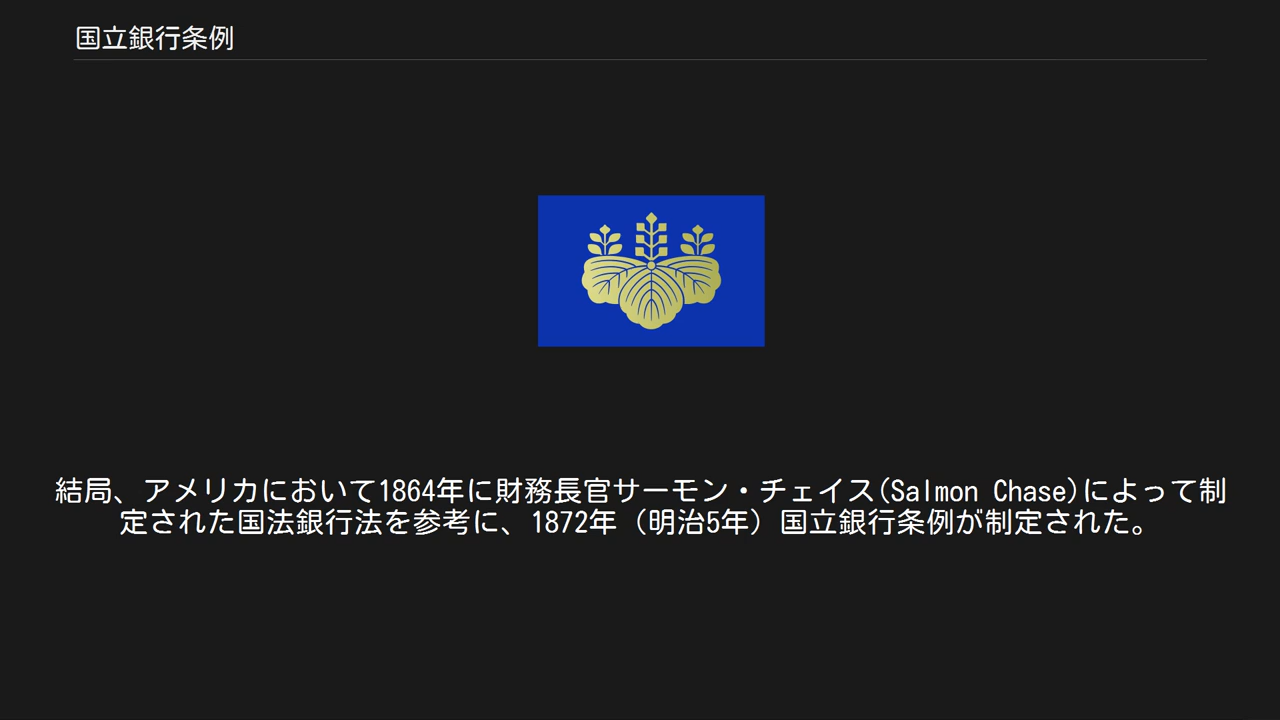 国立銀行条例
結局、アメリカにおいて1864年に財務長官サーモン・チェイス(Salmon Chase)によって制
定された国法銀行法を参考に、1872年（明治5年）国立銀行条例が制定された。